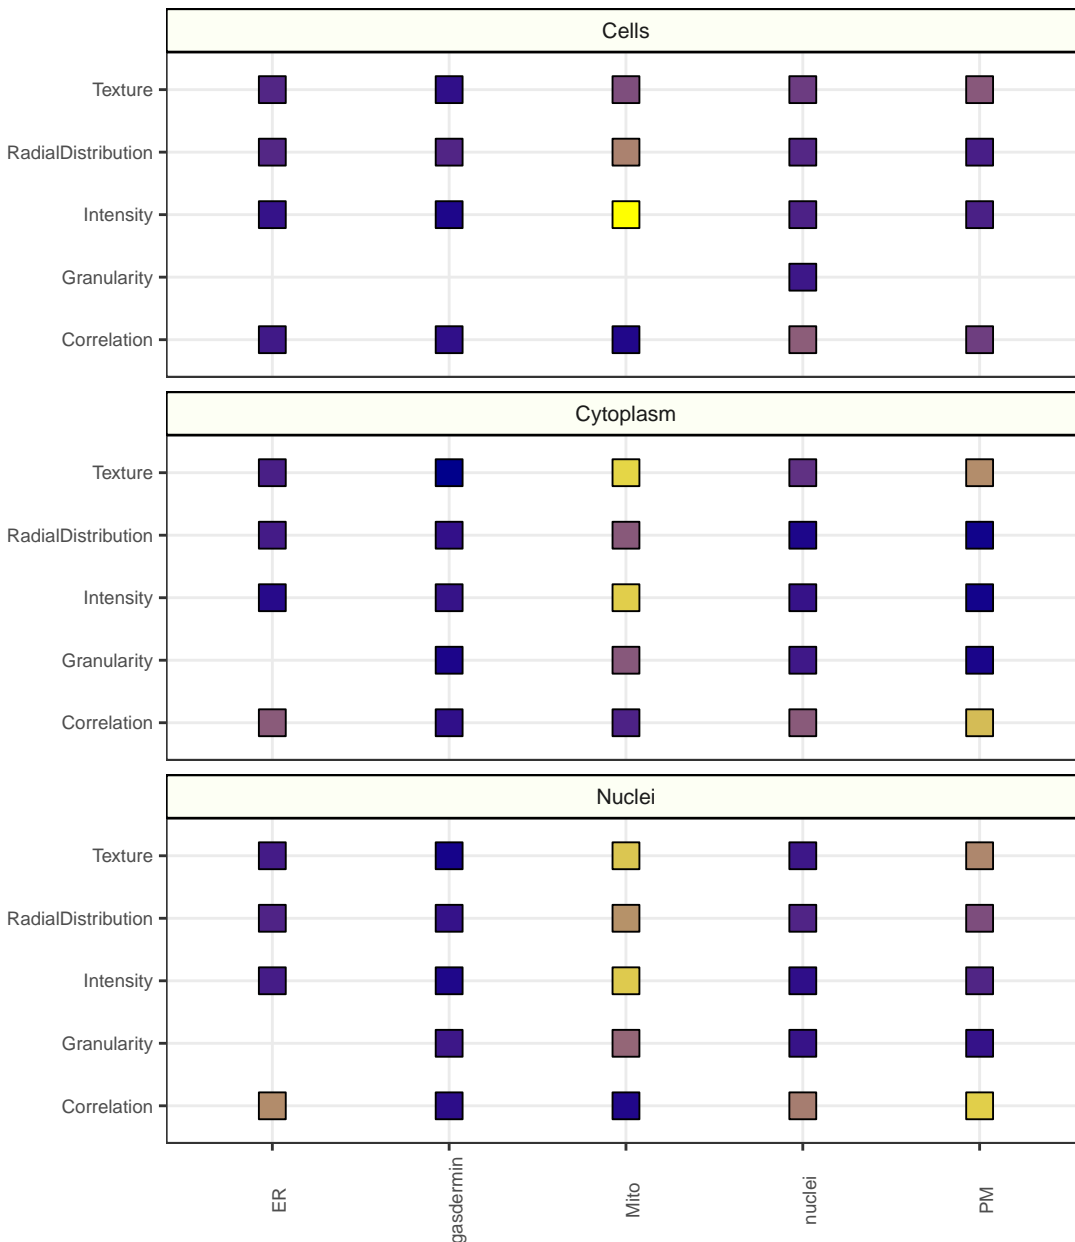 Cells
Texture
RadialDistribution
Intensity
Granularity
Correlation
Cytoplasm
Texture
RadialDistribution
Intensity
Granularity
Correlation
Nuclei
Texture
RadialDistribution
Intensity
Granularity
Correlation
ER
gasdermin
Mito
nuclei
PM